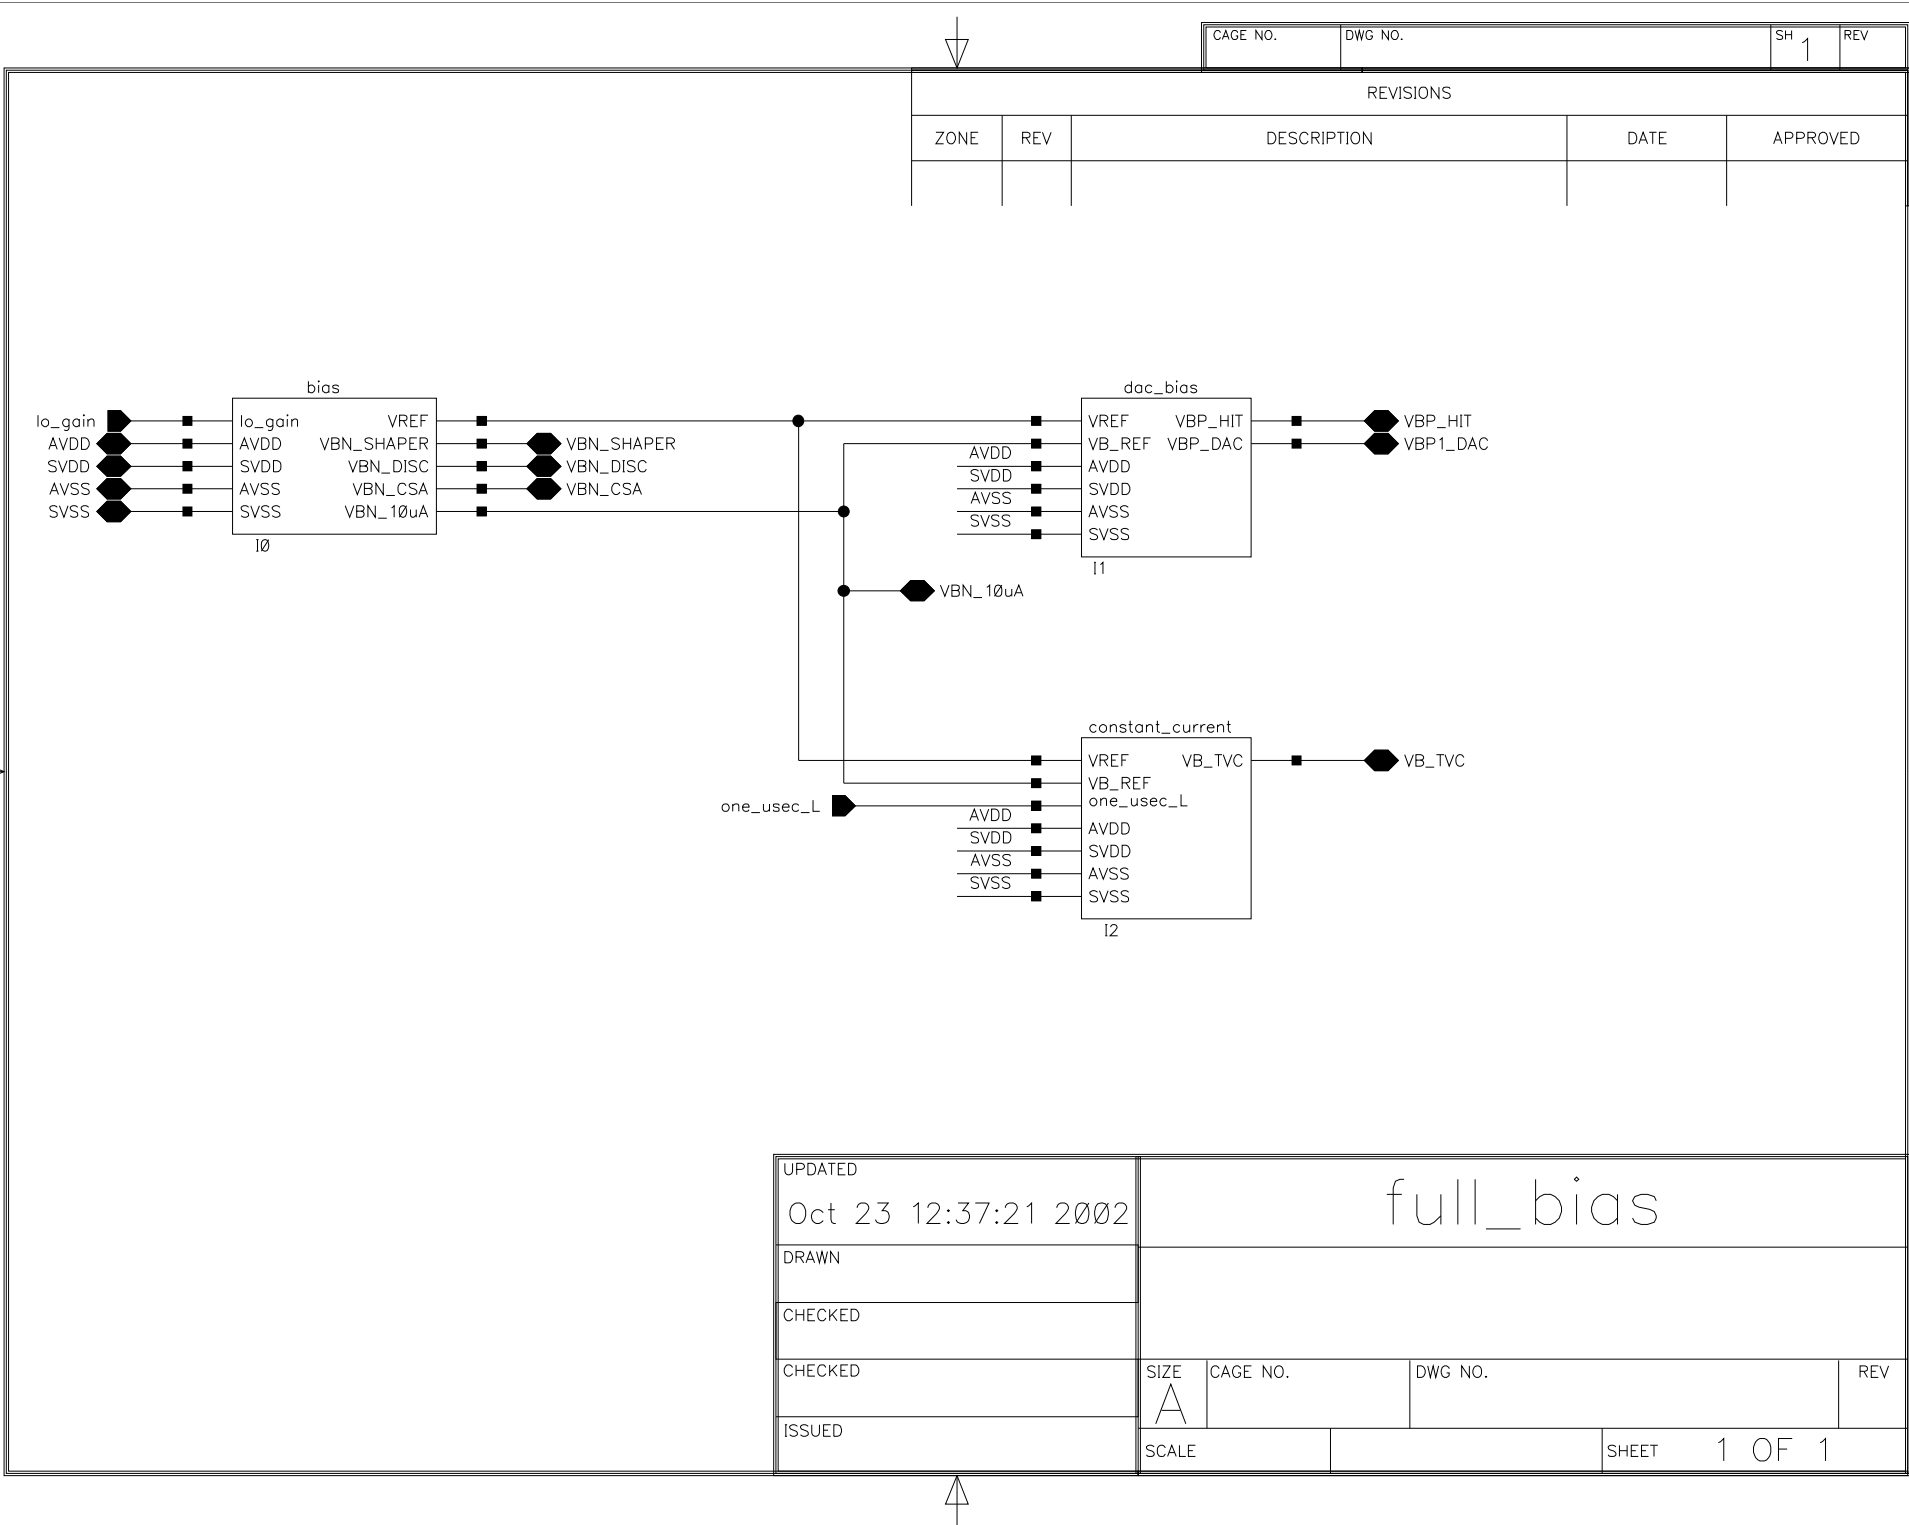 CAGE NO. DWG NO. SH 1 REV
REVISIONS
ZONE REV DESCRIPTION DATE APPROVED
bias
lo_gain lo_gain VREF
AVDD AVDD VBN_SHAPER VBN_SHAPER
SVDD SVDD VBN_DISC VBN_DISC
AVSS AVSS VBN_CSA VBN_CSA
SVSS SVSS VBN_10uA
I0
dac_bias
VREF VBP_HIT VBP_HIT
VB_REF VBP_DAC VBP1_DAC
AVDD AVDD
SVDD SVDD
AVSS AVSS
SVSS SVSS
I1
VBN_10uA
constant_current
VREF VB_TVC VB_TVC
VB_REF
one_usec_L one_usec_L
AVDD AVDD
SVDD SVDD
AVSS AVSS
SVSS SVSS
I2
UPDATED
Oct 23 12:37:21 2002
full_bias
DRAWN
CHECKED
CHECKED
ISSUED
SIZE A CAGE NO. DWG NO. REV
SCALE SHEET 1 OF 1